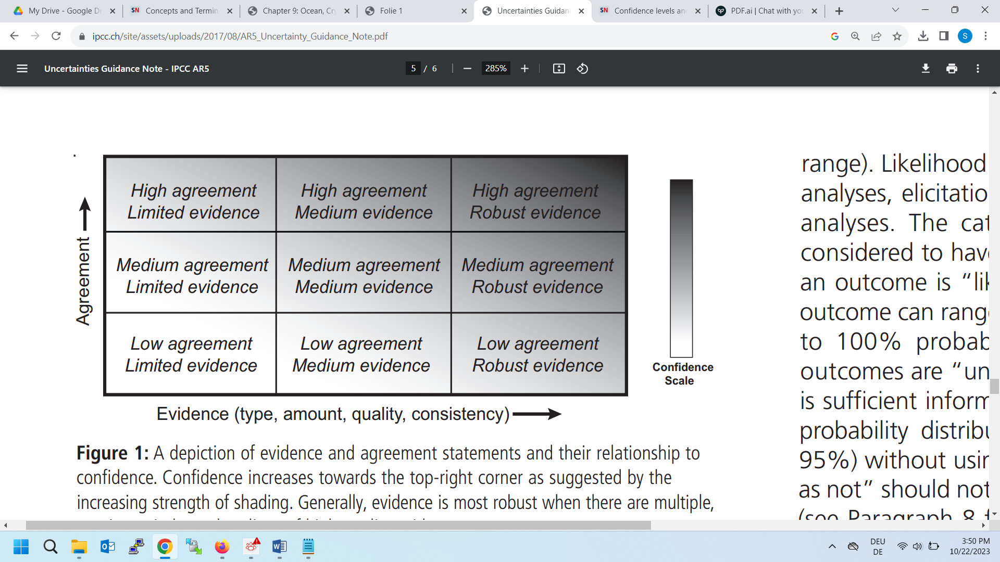 My Drive - Google Dr
Concepts and Termin
Chapter 9: Ocean, Cry
Folie 1
Uncertainties Guidan
Confidence levels and
PDF.ai | Chat with you
ipcc.ch/site/assets/uploads/2017/08/AR5_Uncertainty_Guidance_Note.pdf
S
Uncertainties Guidance Note - IPCC AR5
5 / 6
285%
High agreement
Limited evidence
High agreement
Medium evidence
High agreement
Robust evidence
Medium agreement
Limited evidence
Medium agreement
Medium evidence
Medium agreement
Robust evidence
Low agreement
Limited evidence
Low agreement
Medium evidence
Low agreement
Robust evidence
Agreement
Evidence (type, amount, quality, consistency)
Confidence
Scale
Figure 1: A depiction of evidence and agreement statements and their relationship to
confidence. Confidence increases towards the top-right corner as suggested by the
increasing strength of shading. Generally, evidence is most robust when there are multiple,
range). Likelihood
analyses, elicitatio
analyses. The cat
considered to have
an outcome is “lik
outcome can rang
to 100% probab
outcomes are “un
is sufficient inform
probability distribu
95%) without usin
as not” should not
(see Paragraph 8 f
DEU
DE
3:50 PM
10/22/2023